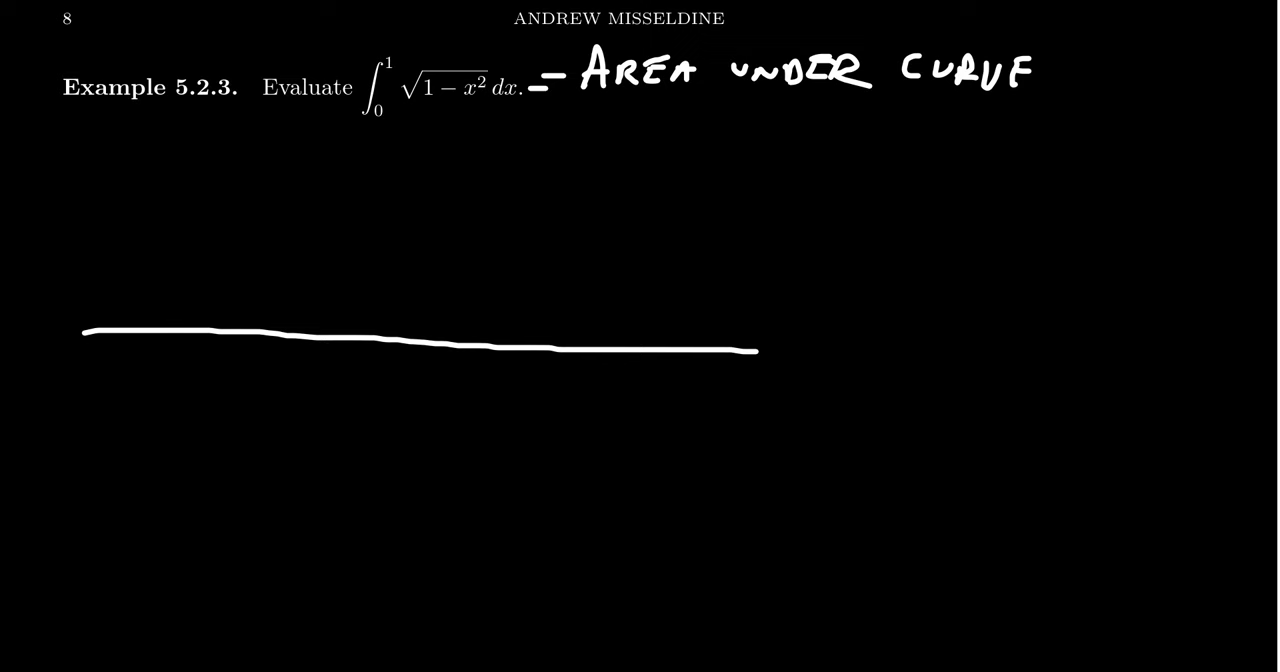 8 ANDREW MISSELDINE
Example 5.2.3. Evaluate ∫₀¹ √(1 − x²) dx. = AREA UNDER CURVE